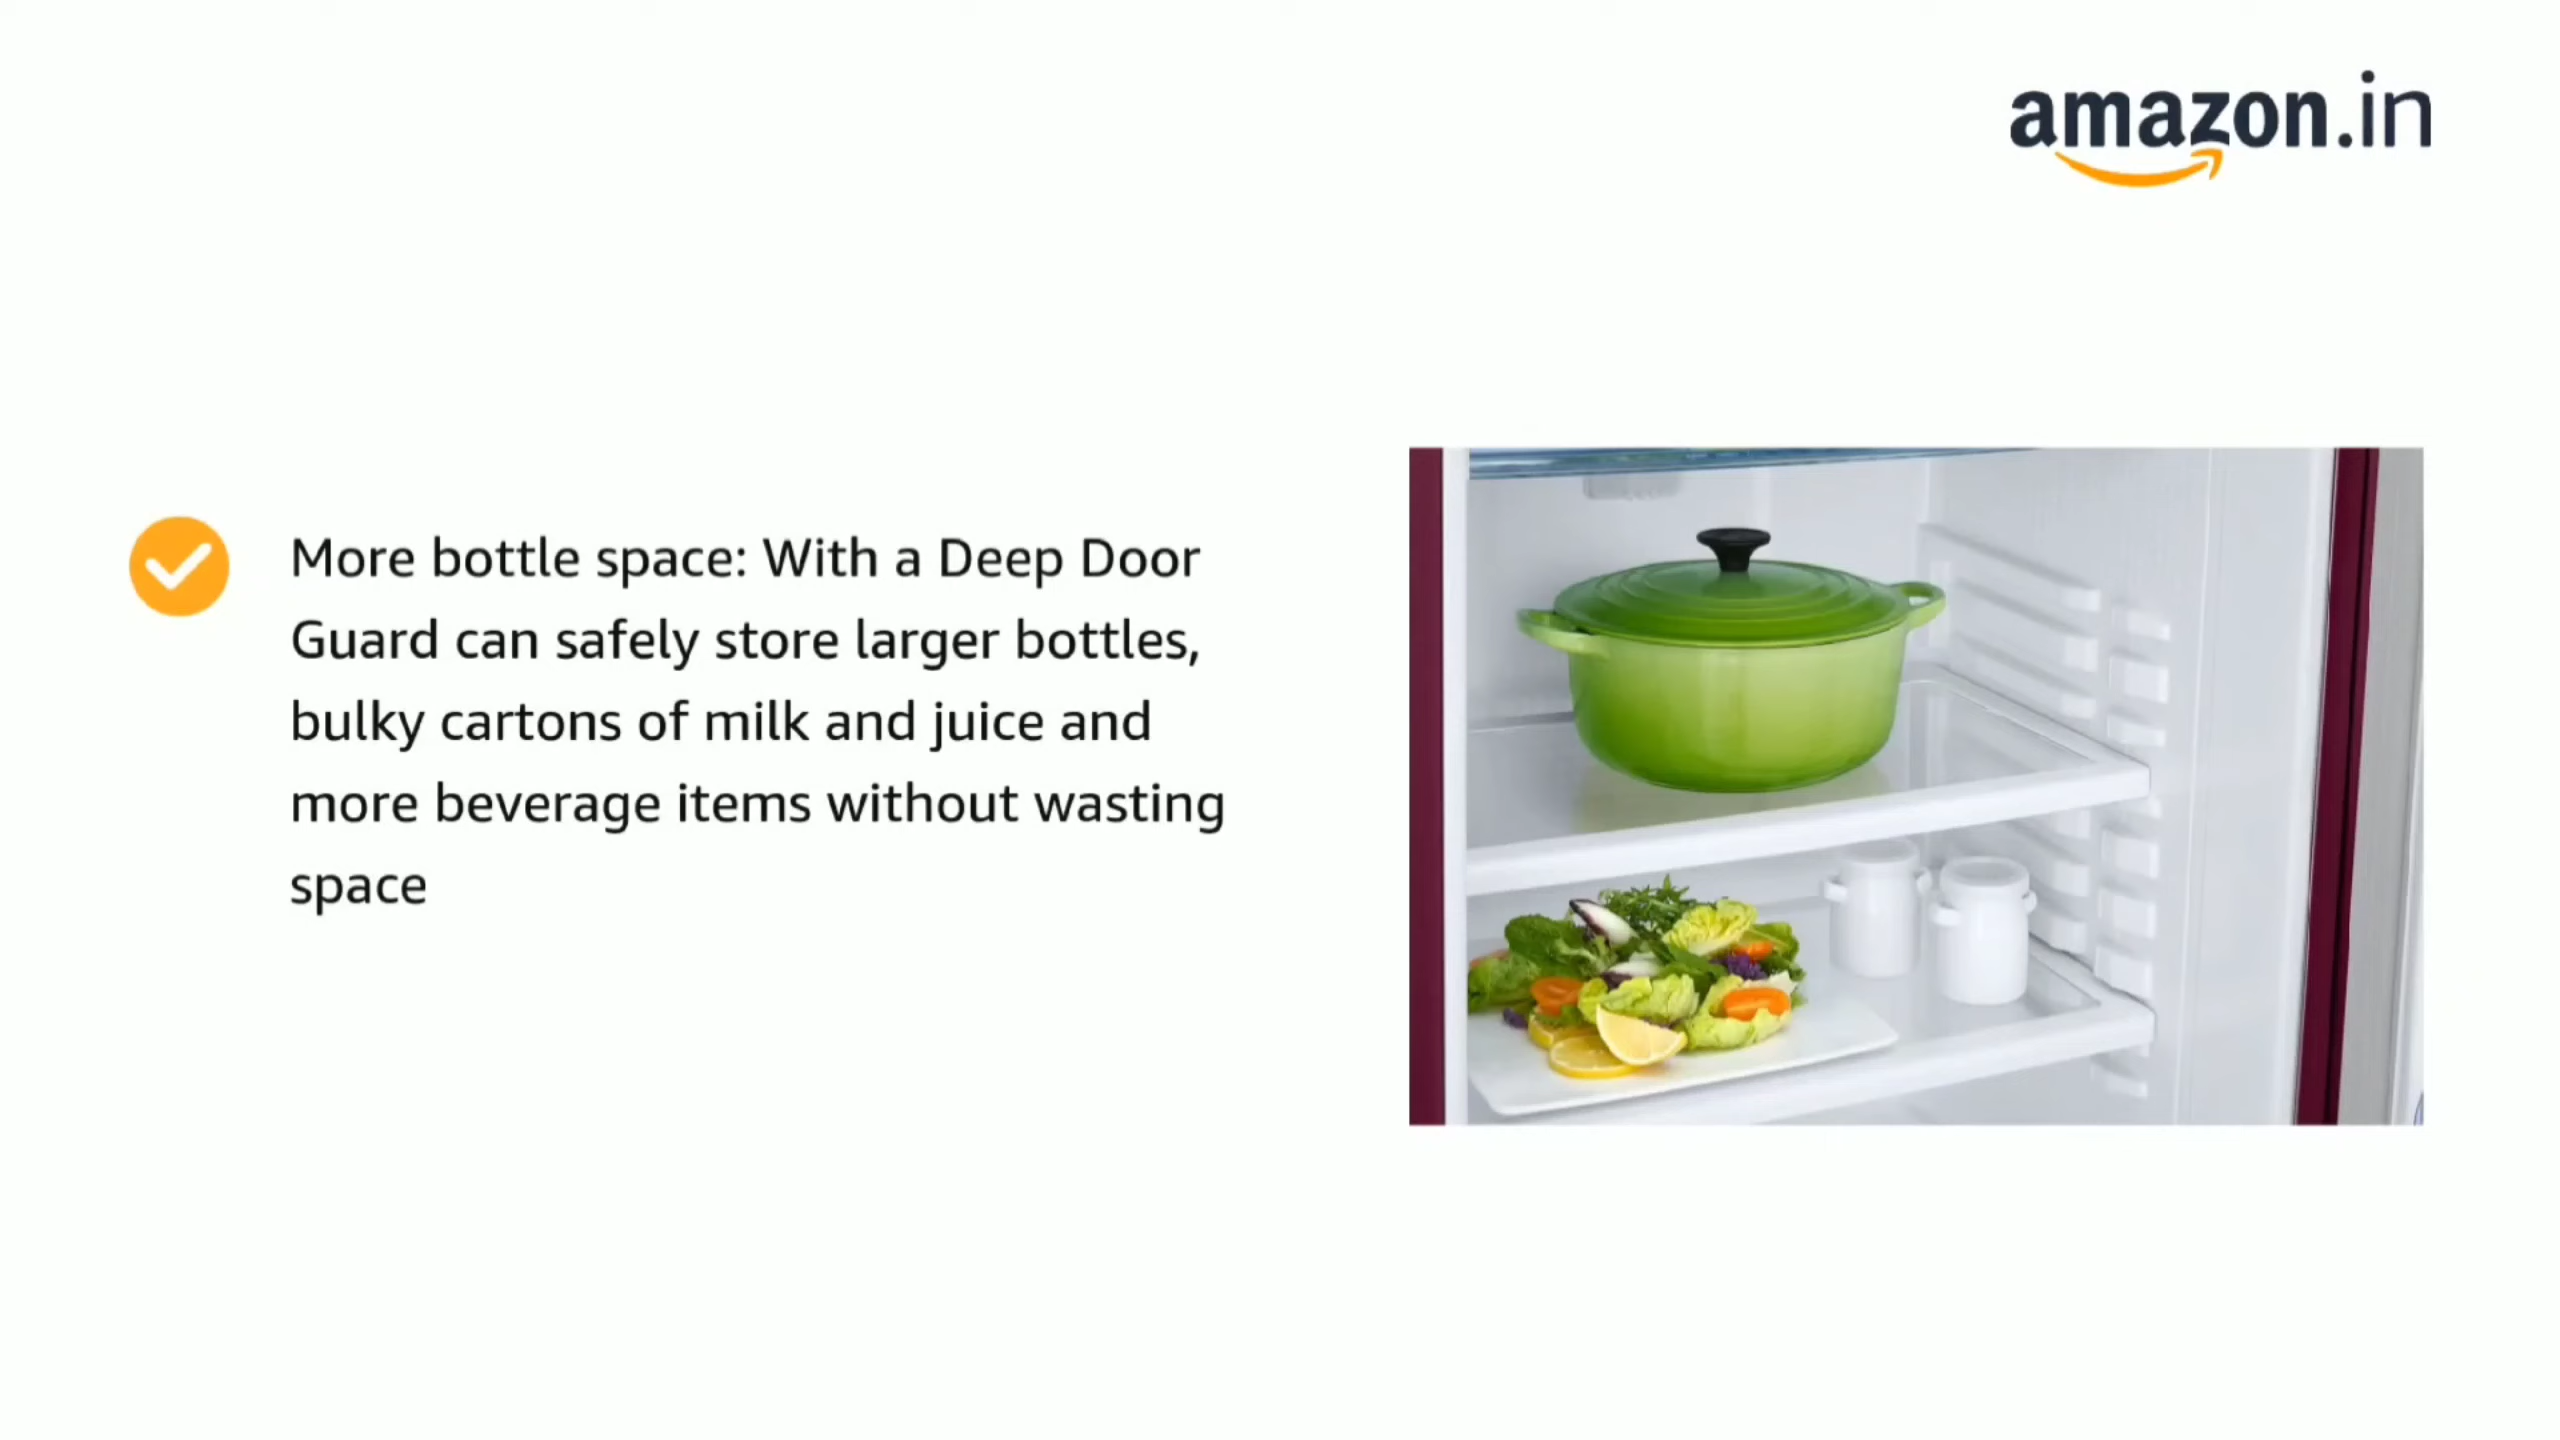 amazon.in
More bottle space: With a Deep Door
Guard can safely store larger bottles,
bulky cartons of milk and juice and
more beverage items without wasting
space